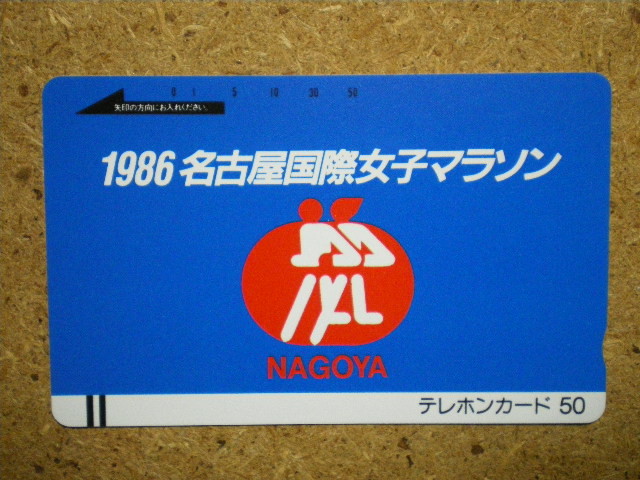 0 1 5 10 30 50
矢印の方向にお入れください。
1986 名古屋国際女子マラソン
NAGOYA
テレホンカード 50